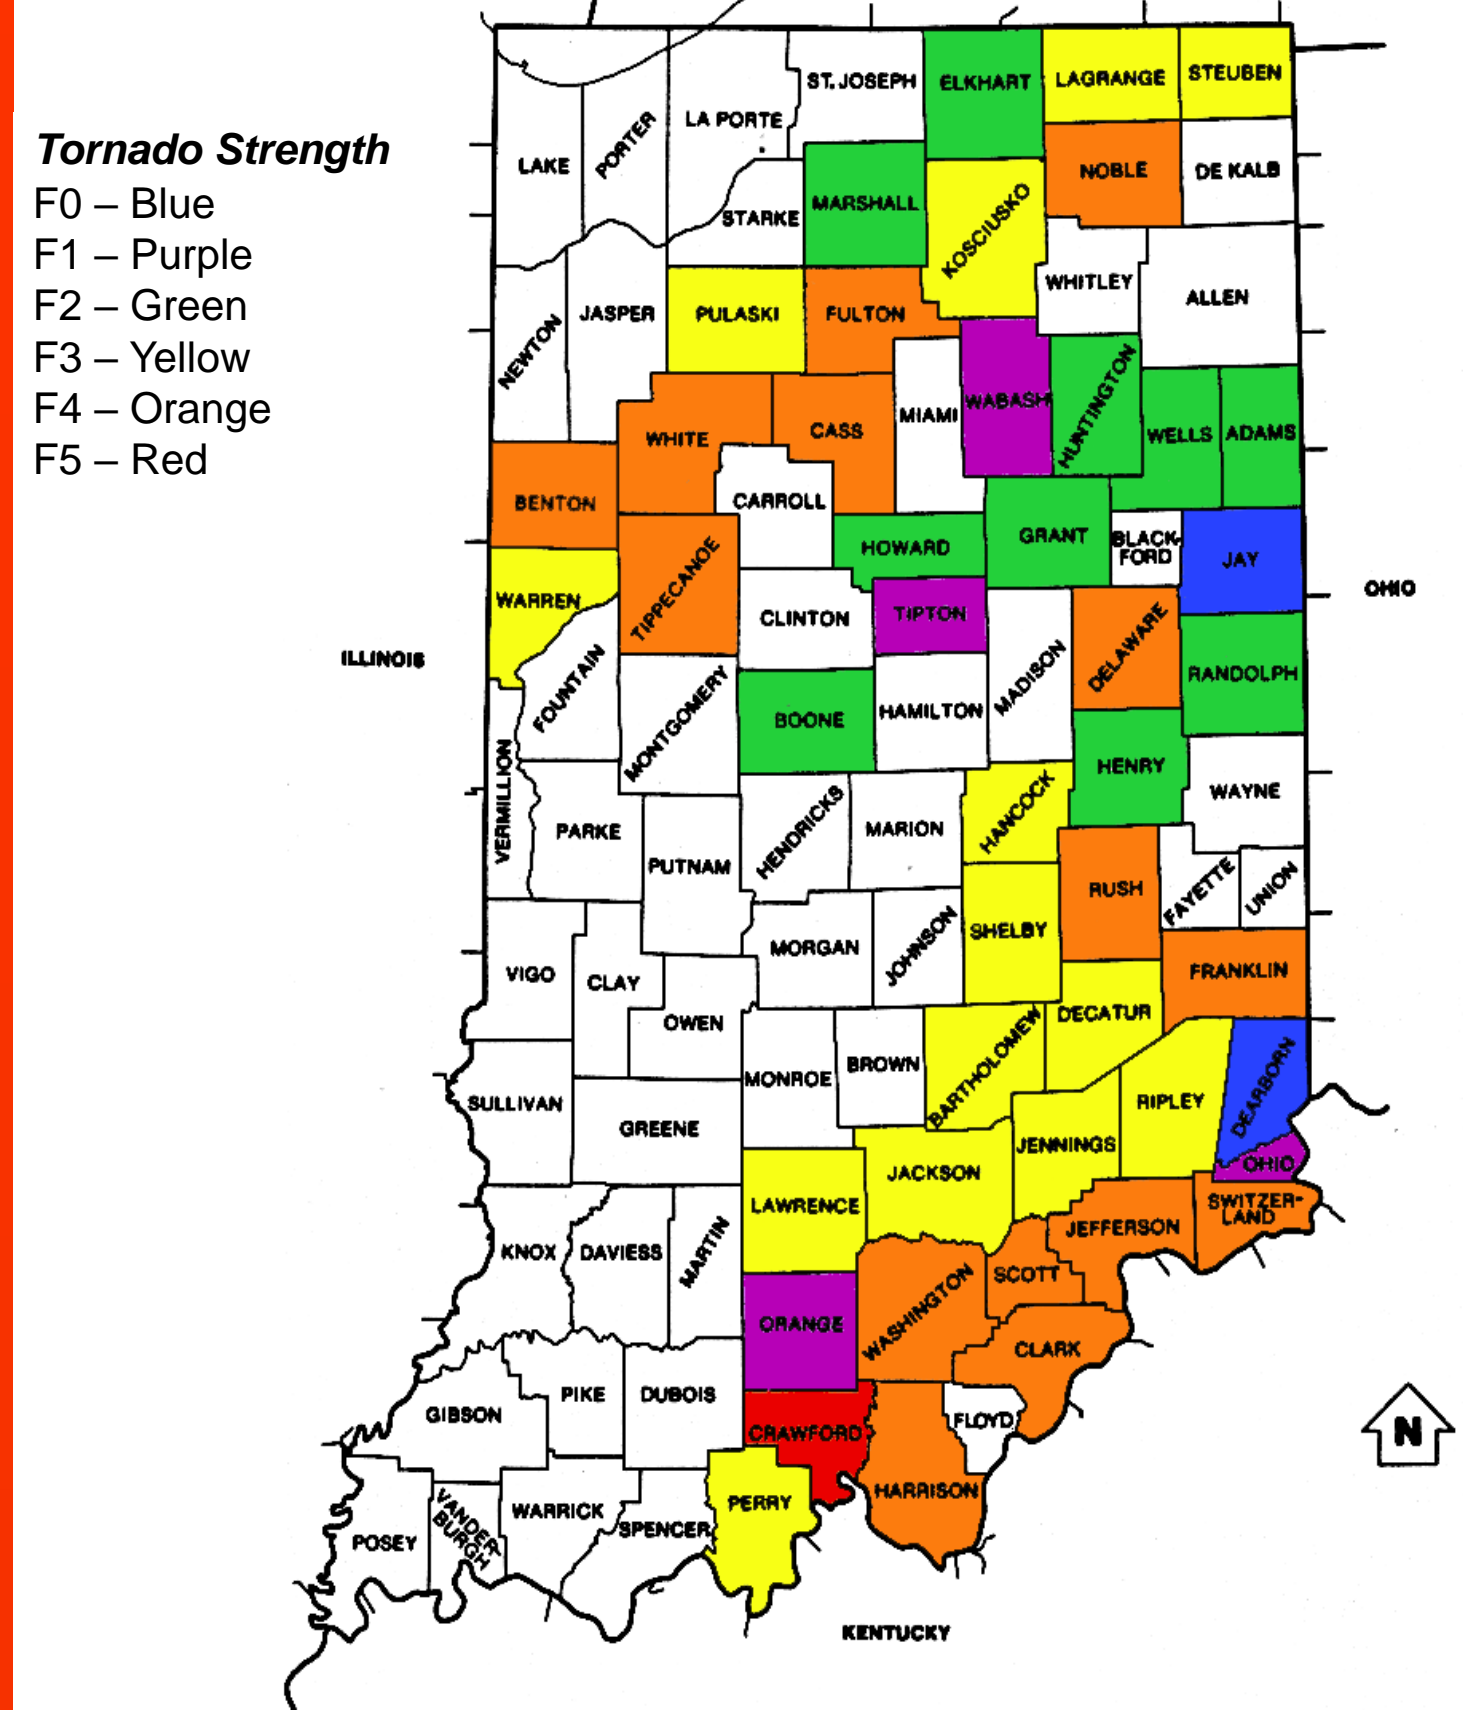 Tornado Strength
F0 – Blue
F1 – Purple
F2 – Green
F3 – Yellow
F4 – Orange
F5 – Red
ST. JOSEPH
ELKHART
LAGRANGE
STEUBEN
LAKE
PORTER
LA PORTE
NOBLE
DE KALB
STARKE
MARSHALL
KOSCIUSKO
WHITLEY
ALLEN
NEWTON
JASPER
PULASKI
FULTON
WHITE
CASS
MIAMI
WABASH
HUNTINGTON
WELLS
ADAMS
BENTON
CARROLL
HOWARD
GRANT
BLACK-
FORD
JAY
WARREN
TIPPECANOE
CLINTON
TIPTON
MADISON
DELAWARE
RANDOLPH
OHIO
ILLINOIS
FOUNTAIN
MONTGOMERY
BOONE
HAMILTON
HENRY
WAYNE
VERMILLION
PARKE
PUTNAM
HENDRICKS
MARION
HANCOCK
RUSH
FAYETTE
UNION
VIGO
CLAY
MORGAN
JOHNSON
SHELBY
FRANKLIN
OWEN
DECATUR
SULLIVAN
GREENE
MONROE
BROWN
BARTHOLOMEW
JENNINGS
RIPLEY
DEARBORN
OHIO
JACKSON
LAWRENCE
SWITZER-
LAND
JEFFERSON
KNOX
DAVIESS
MARTIN
ORANGE
WASHINGTON
SCOTT
CLARK
GIBSON
PIKE
DUBOIS
CRAWFORD
FLOYD
HARRISON
N
POSEY
VANDER-
BURGH
WARRICK
SPENCER
PERRY
KENTUCKY